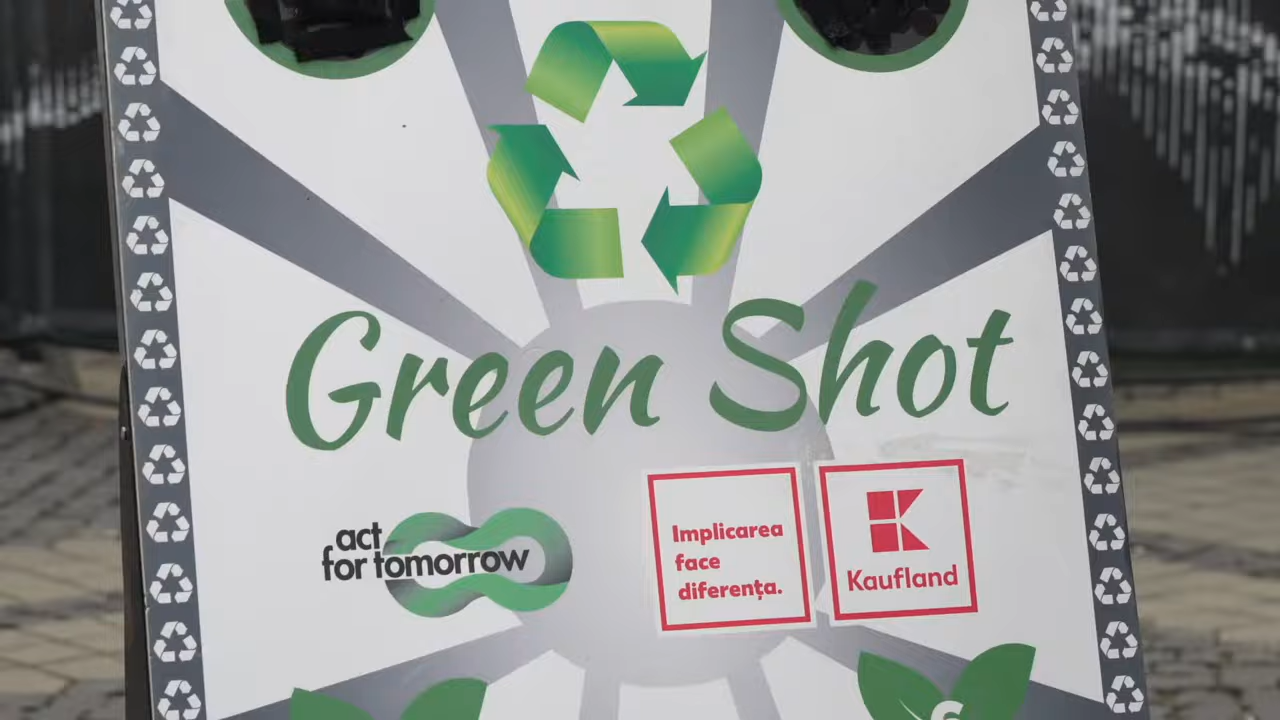 Green Shot
act
for tomorrow
Implicarea
face
diferența.
Kaufland